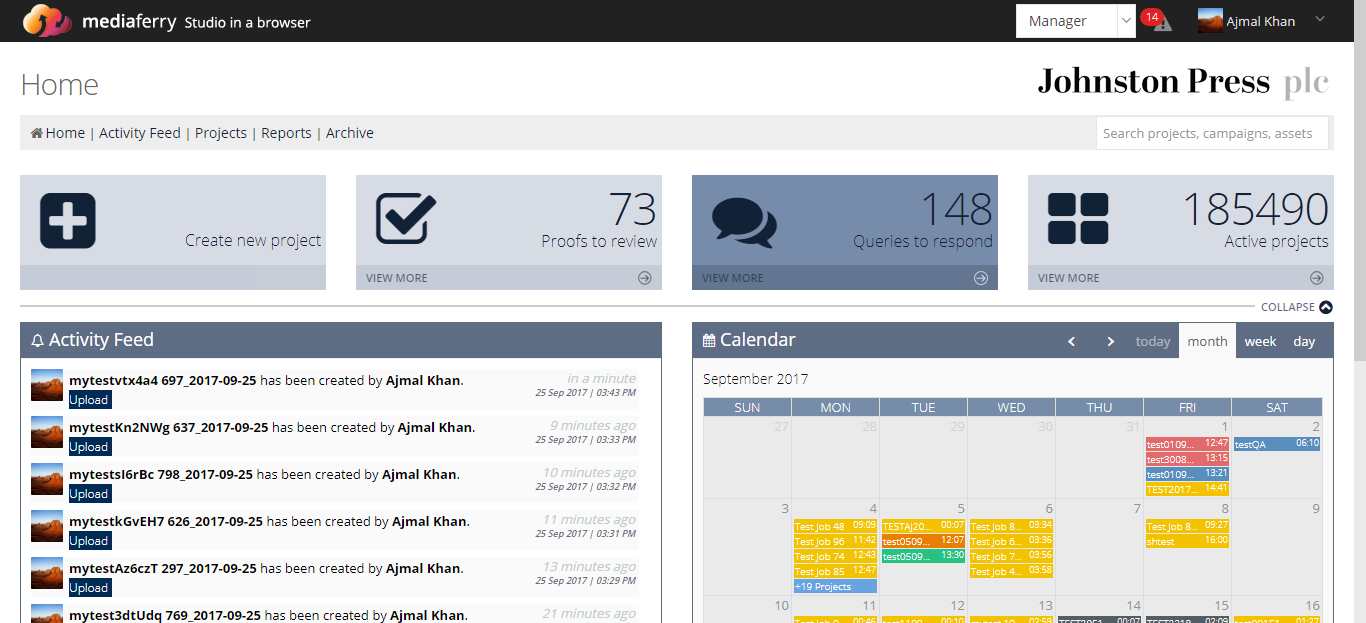 mediaferry Studio in a browser
Manager
14
Ajmal Khan
Home
Johnston Press plc
Home | Activity Feed | Projects | Reports | Archive
Search projects, campaigns, assets
Create new project
73
Proofs to review
VIEW MORE
148
Queries to respond
VIEW MORE
185490
Active projects
VIEW MORE
COLLAPSE
Activity Feed
mytestvtx4a4 697_2017-09-25 has been created by Ajmal Khan.
in a minute
Upload
25 Sep 2017 | 03:43 PM
mytestKn2NWg 637_2017-09-25 has been created by Ajmal Khan.
9 minutes ago
Upload
25 Sep 2017 | 03:33 PM
mytestsI6rBc 798_2017-09-25 has been created by Ajmal Khan.
10 minutes ago
Upload
25 Sep 2017 | 03:32 PM
mytestkGvEH7 626_2017-09-25 has been created by Ajmal Khan.
11 minutes ago
Upload
25 Sep 2017 | 03:31 PM
mytestAz6czT 297_2017-09-25 has been created by Ajmal Khan.
13 minutes ago
Upload
25 Sep 2017 | 03:29 PM
mytest3dtUdq 769_2017-09-25 has been created by Ajmal Khan.
21 minutes ago
Calendar
today month week day
September 2017
SUN MON TUE WED THU FRI SAT
27 28 29 30 31 1 2
test0109... 12:47
test3008... 13:15
test0109... 13:21
TEST2017... 14:41
testQA 06:10
3 4 5 6 7 8 9
Test Job 48 09:09
Test Job 96 11:42
Test Job 74 12:43
Test Job 85 12:47
+19 Projects
TESTAJ20... 00:07
test0509... 12:07
test0509... 13:30
Test Job 8... 03:34
Test Job 6... 03:36
Test Job 7... 03:56
Test Job 4... 03:58
Test Job 8... 09:27
shtest 16:00
10 11 12 13 14 15 16